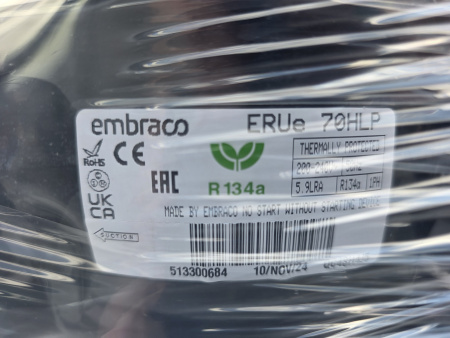 embraco
ERUe 70HLP
RoHS
CE
THERMALLY PROTECTED
5.9LRA R134a 1PH
EAC
R134a
UK
CA
MADE BY EMBRACO NO START WITHOUT STARTING DEVICE
SUCTION
513300684 10/NOV/24